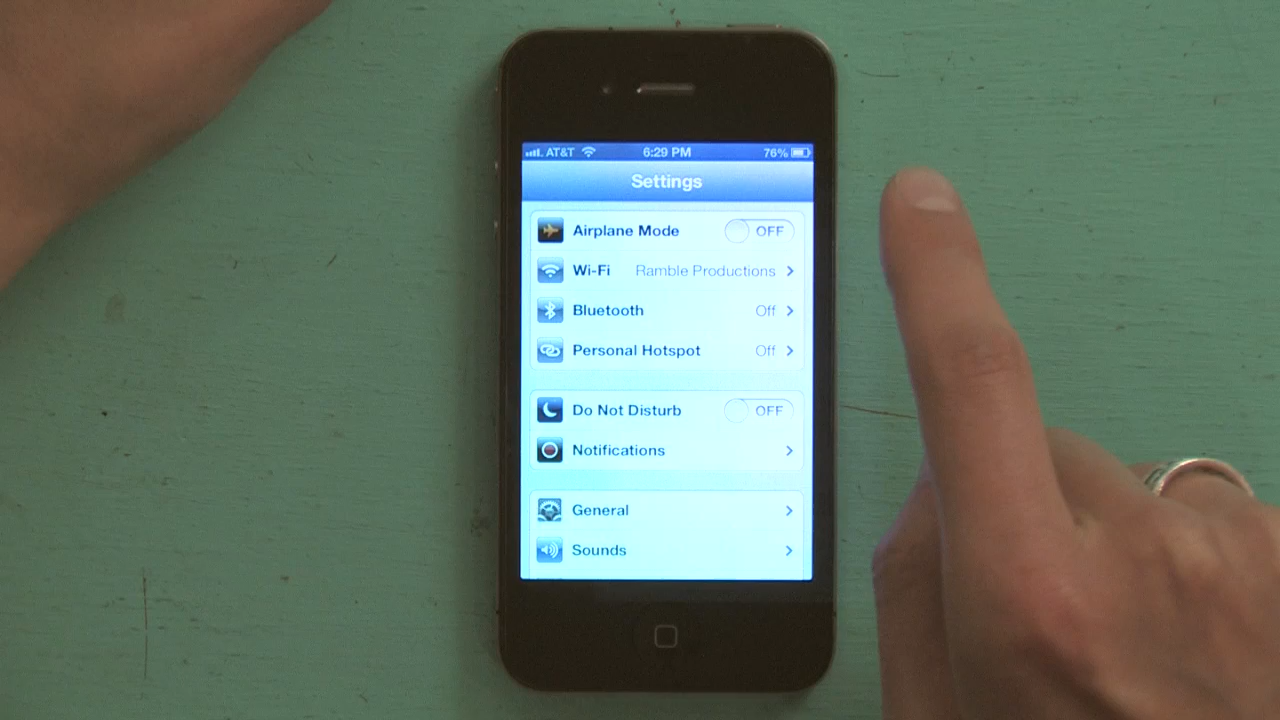 AT&T 6:29 PM 76%
Settings
Airplane Mode OFF
Wi-Fi Ramble Productions
Bluetooth Off
Personal Hotspot Off
Do Not Disturb OFF
Notifications
General
Sounds